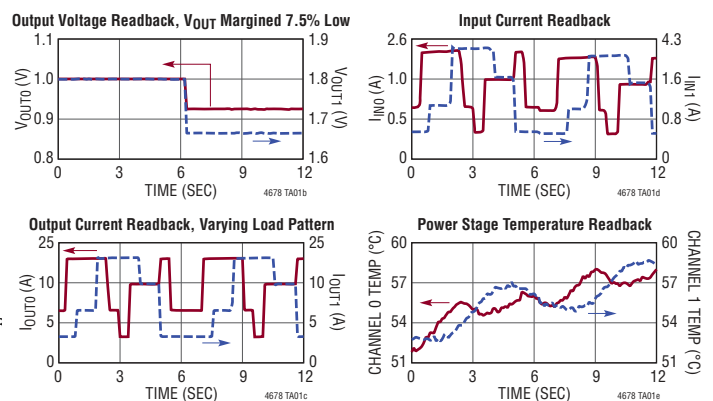 Output Voltage Readback, VOUT Margined 7.5% Low
1.1
1.0
0.9
0.8
VOUT0 (V)
1.9
1.8
1.7
1.6
VOUT1 (V)
0 3 6 9 12
TIME (SEC)
4678 TA01b
Input Current Readback
2.6
1.0
0.5
0
IIN0 (A)
4.3
1.6
0.8
0
IIN1 (A)
0 3 6 9 12
TIME (SEC)
4678 TA01d
Output Current Readback, Varying Load Pattern
25
10
5
0
IOUT0 (A)
25
10
5
0
IOUT1 (A)
0 3 6 9 12
TIME (SEC)
4678 TA01c
Power Stage Temperature Readback
60
57
54
51
CHANNEL 0 TEMP (°C)
60
57
54
51
CHANNEL 1 TEMP (°C)
0 3 6 9 12
TIME (SEC)
4678 TA01e